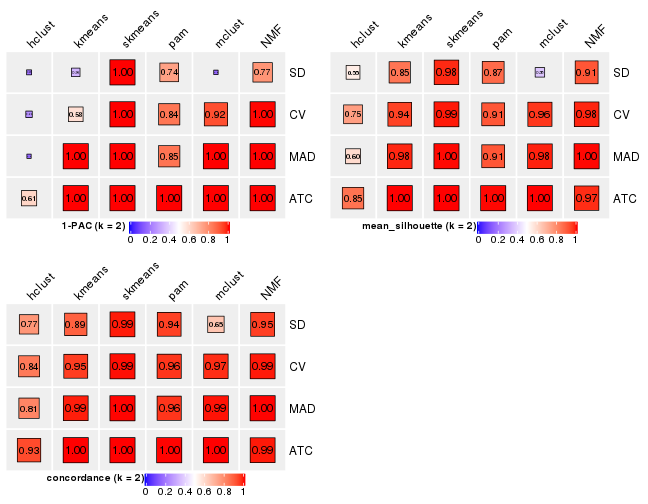 hclust kmeans skmeans pam mclust NMF
1.00 0.74 0.77 SD
0.58 1.00 0.84 0.92 1.00 CV
1.00 1.00 0.85 1.00 1.00 MAD
0.61 1.00 1.00 1.00 1.00 1.00 ATC
1-PAC (k = 2)
0 0.2 0.4 0.6 0.8 1
hclust kmeans skmeans pam mclust NMF
0.85 0.98 0.87 0.91 SD
0.75 0.94 0.99 0.91 0.96 0.98 CV
0.60 0.98 1.00 0.91 0.98 1.00 MAD
0.85 1.00 1.00 1.00 1.00 0.97 ATC
mean_silhouette (k = 2)
0 0.2 0.4 0.6 0.8 1
hclust kmeans skmeans pam mclust NMF
0.77 0.89 0.99 0.94 0.65 0.95 SD
0.84 0.95 0.99 0.96 0.97 0.99 CV
0.81 0.99 1.00 0.96 0.99 1.00 MAD
0.93 1.00 1.00 1.00 1.00 0.99 ATC
concordance (k = 2)
0 0.2 0.4 0.6 0.8 1